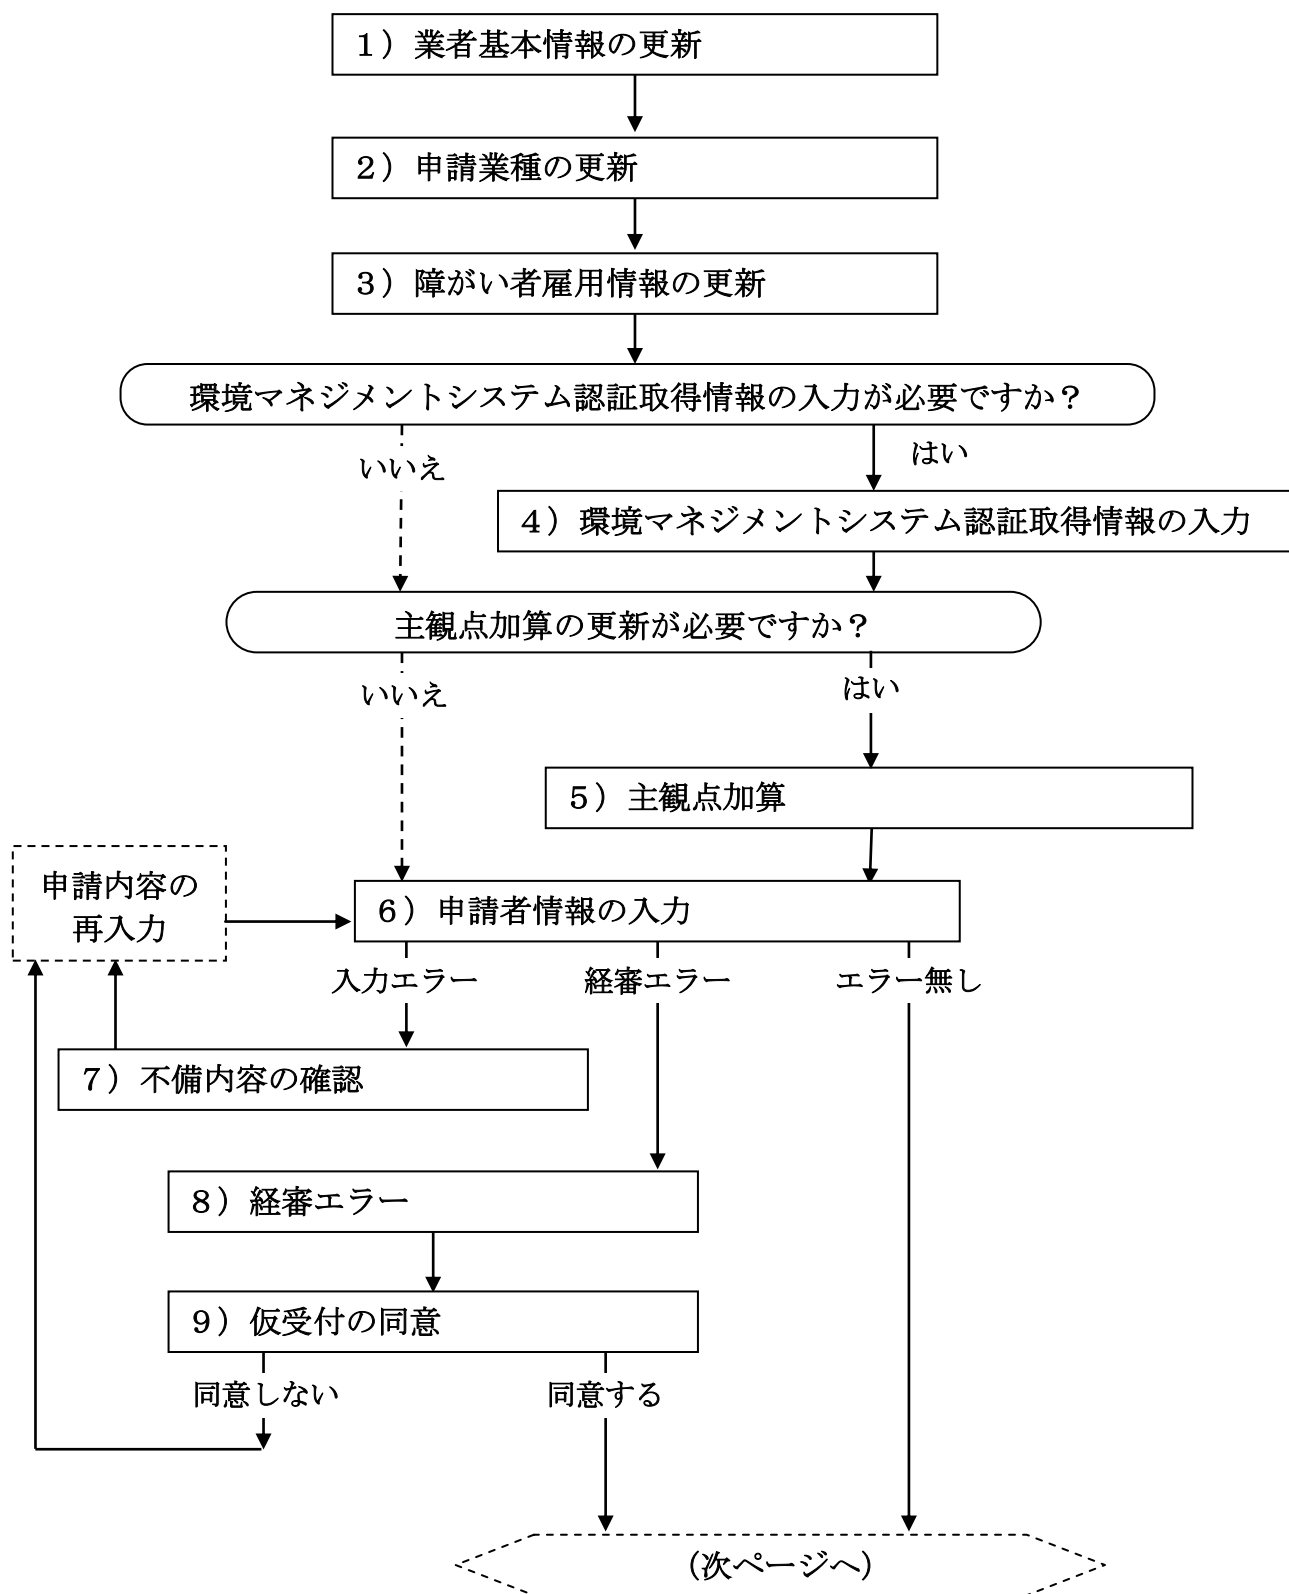 １）業者基本情報の更新
２）申請業種の更新
３）障がい者雇用情報の更新
環境マネジメントシステム認証取得情報の入力が必要ですか？
いいえ
はい
４）環境マネジメントシステム認証取得情報の入力
主観点加算の更新が必要ですか？
いいえ
はい
５）主観点加算
申請内容の
再入力
６）申請者情報の入力
入力エラー
経審エラー
エラー無し
７）不備内容の確認
８）経審エラー
９）仮受付の同意
同意しない
同意する
（次ページへ）